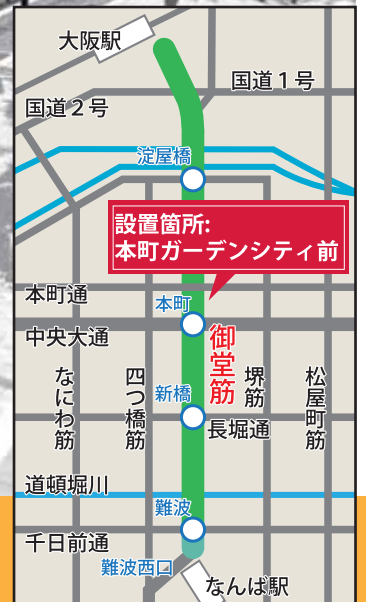 大阪駅
国道1号
国道2号
淀屋橋
設置箇所:
本町ガーデンシティ前
本町通
本町
中央大通
御堂筋
なにわ筋
四つ橋筋
新橋
堺筋
松屋町筋
長堀通
道頓堀川
難波
千日前通
難波西口
なんば駅